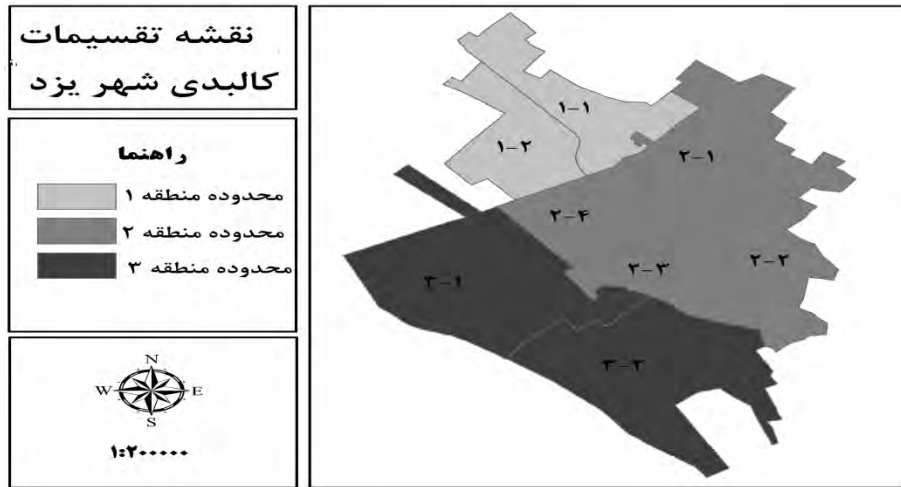 نقشه تقسیمات
کالبدی شهر یزد
راهنما
محدوده منطقه ۱
محدوده منطقه ۲
محدوده منطقه ۳
N
W E
S
۱:۲۰۰۰۰۰
۱-۱
۱-۲
۲-۱
۲-۴
۲-۳
۲-۲
۳-۱
۳-۲